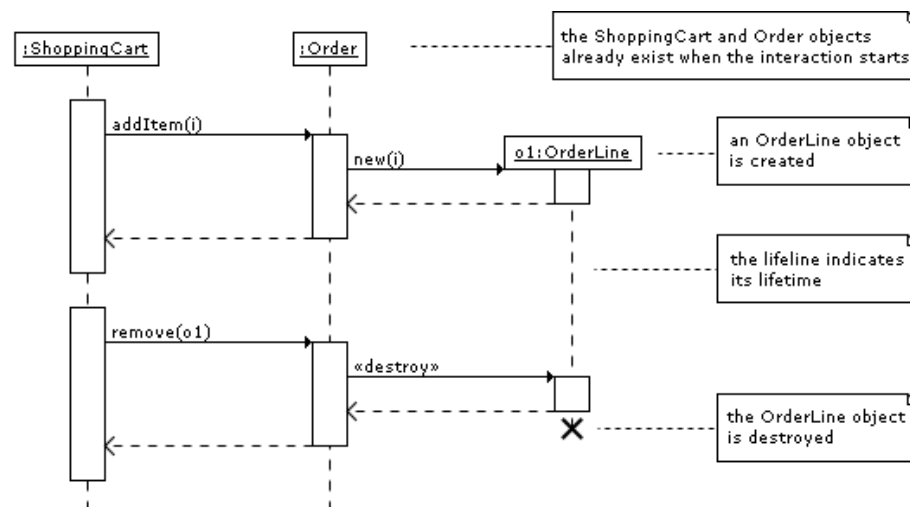 :ShoppingCart
:Order
the ShoppingCart and Order objects
already exist when the interaction starts
addItem(i)
new(i)
o1:OrderLine
an OrderLine object
is created
the lifeline indicates
its lifetime
remove(o1)
«destroy»
the OrderLine object
is destroyed